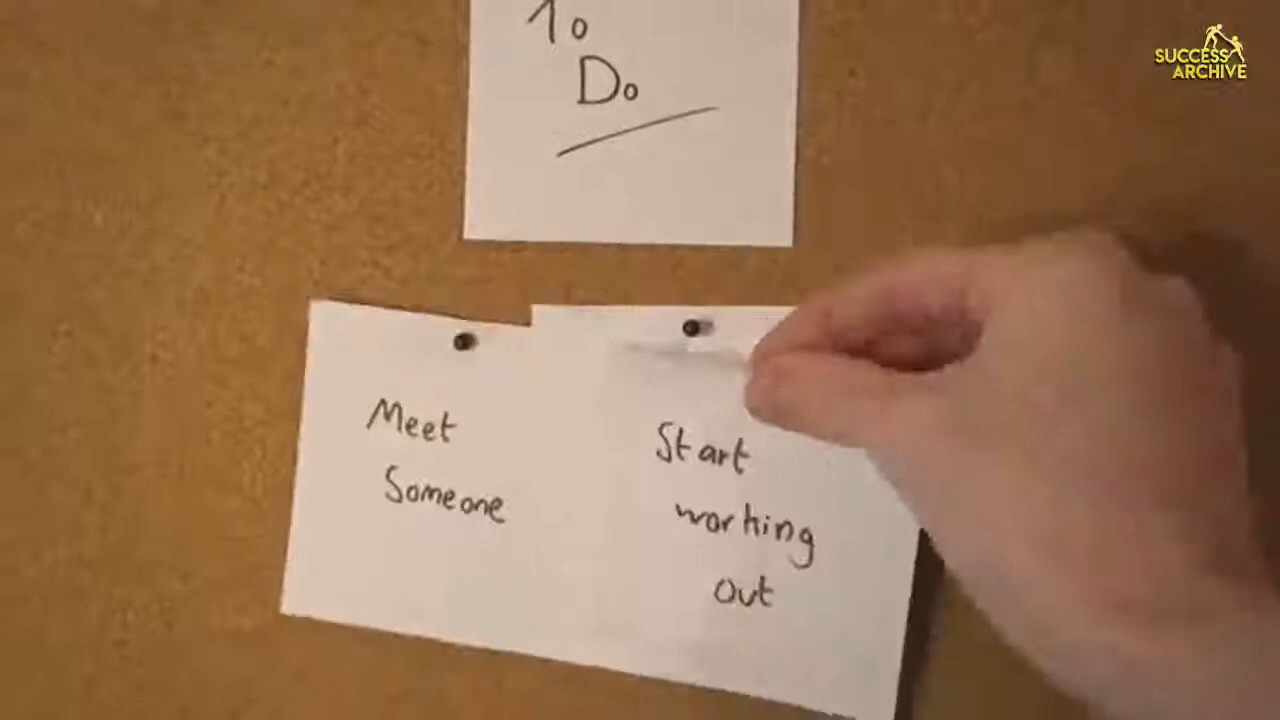 To
Do
Meet
Someone
Start
working
Out
SUCCESS
ARCHIVE